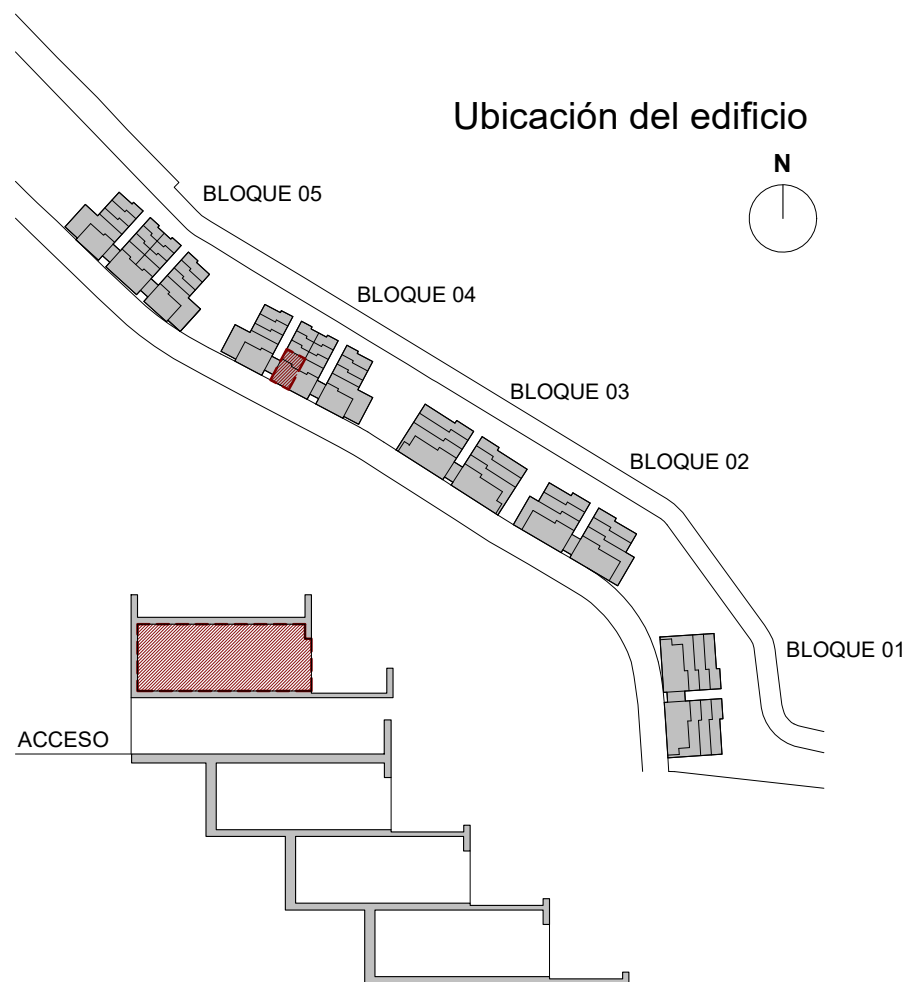 Ubicación del edificio
N
BLOQUE 05
BLOQUE 04
BLOQUE 03
BLOQUE 02
BLOQUE 01
ACCESO